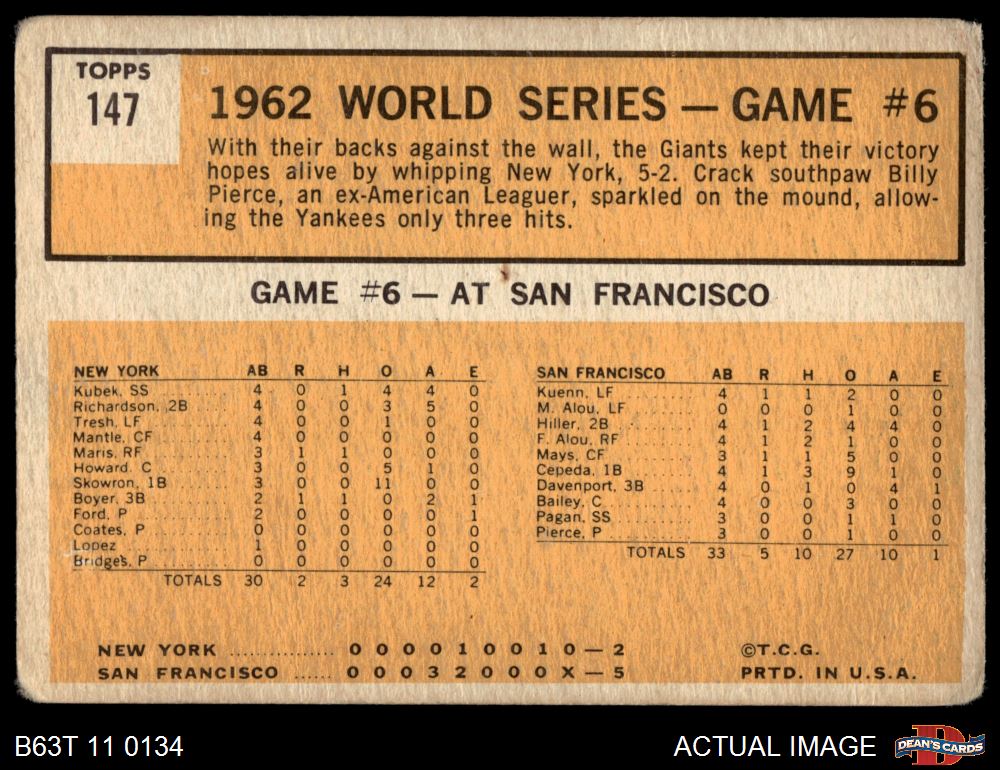 TOPPS
147
1962 WORLD SERIES — GAME #6
With their backs against the wall, the Giants kept their victory
hopes alive by whipping New York, 5-2. Crack southpaw Billy
Pierce, an ex-American Leaguer, sparkled on the mound, allow-
ing the Yankees only three hits.
GAME #6 — AT SAN FRANCISCO
NEW YORK AB R H O A E
Kubek, SS 4 0 1 4 4 0
Richardson, 2B 4 0 0 3 5 0
Tresh, LF 4 0 0 1 0 0
Mantle, CF 4 0 0 0 0 0
Maris, RF 3 1 1 0 0 0
Howard, C 3 0 0 5 1 0
Skowron, 1B 3 0 0 11 0 0
Boyer, 3B 2 1 1 0 2 1
Ford, P 2 0 0 0 0 1
Coates, P 0 0 0 0 0 0
Lopez 1 0 0 0 0 0
Bridges, P 0 0 0 0 0 0
TOTALS 30 2 3 24 12 2
SAN FRANCISCO AB R H O A E
Kuenn, LF 4 1 1 2 0 0
M. Alou, LF 0 0 0 1 0 0
Hiller, 2B 4 1 2 4 4 0
F. Alou, RF 4 1 2 1 0 0
Mays, CF 3 1 1 5 0 0
Cepeda, 1B 4 1 3 9 1 0
Davenport, 3B 4 0 1 0 4 1
Bailey, C 4 0 0 3 0 0
Pagan, SS 3 0 0 1 1 0
Pierce, P 3 0 0 1 0 0
TOTALS 33 5 10 27 10 1
NEW YORK ................ 0 0 0 0 1 0 0 1 0 — 2
SAN FRANCISCO ...... 0 0 0 3 2 0 0 0 X — 5
©T.C.G.
PRTD. IN U.S.A.
B63T 11 0134
ACTUAL IMAGE
D
DEAN'S CARDS